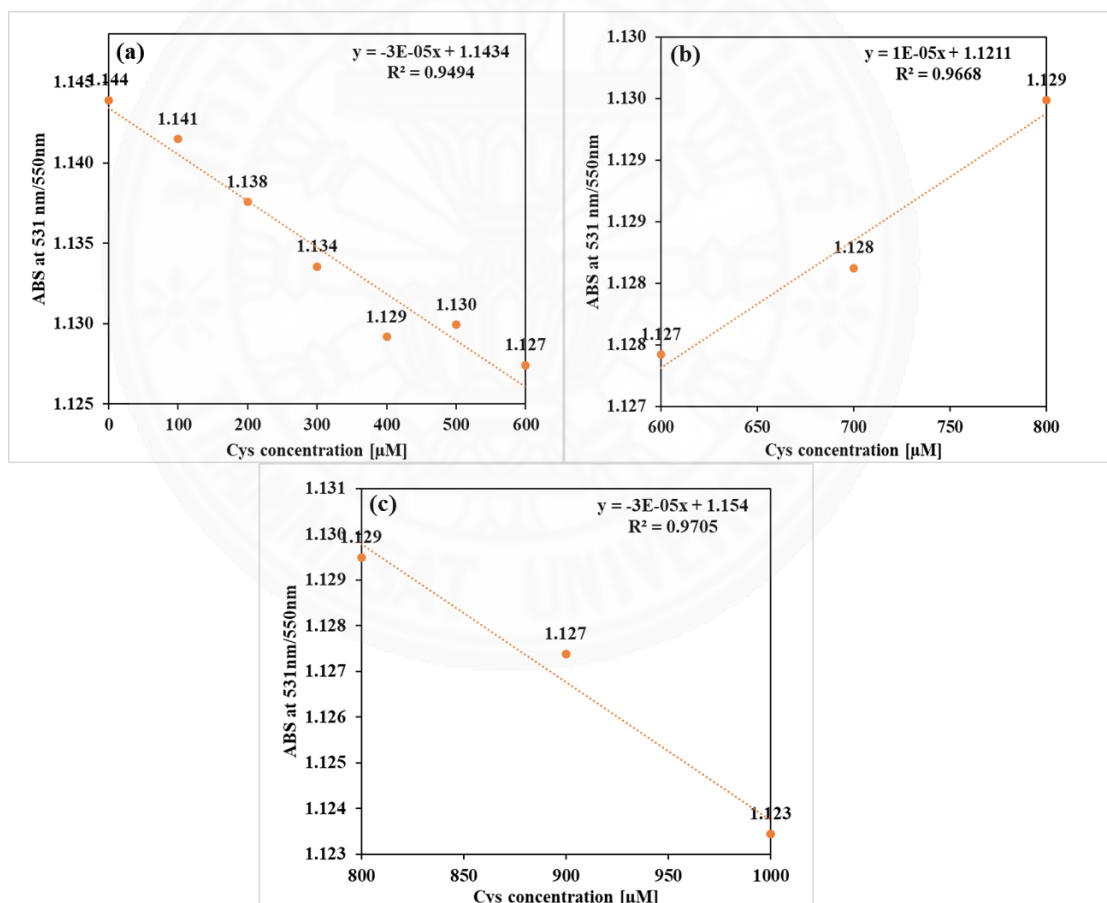 (a)
y = -3E-05x + 1.1434
R² = 0.9494
ABS at 531 nm/550nm
1.145
1.140
1.135
1.130
1.125
1.144
1.141
1.138
1.134
1.129
1.130
1.127
0 100 200 300 400 500 600
Cys concentration [µM]
(b)
y = 1E-05x + 1.1211
R² = 0.9668
ABS at 531 nm/550nm
1.130
1.130
1.129
1.129
1.128
1.128
1.127
1.127
1.128
1.129
600 650 700 750 800
Cys concentration [µM]
(c)
y = -3E-05x + 1.154
R² = 0.9705
ABS at 531nm/550nm
1.131
1.130
1.129
1.128
1.127
1.126
1.125
1.124
1.123
1.129
1.127
1.123
800 850 900 950 1000
Cys concentration [µM]